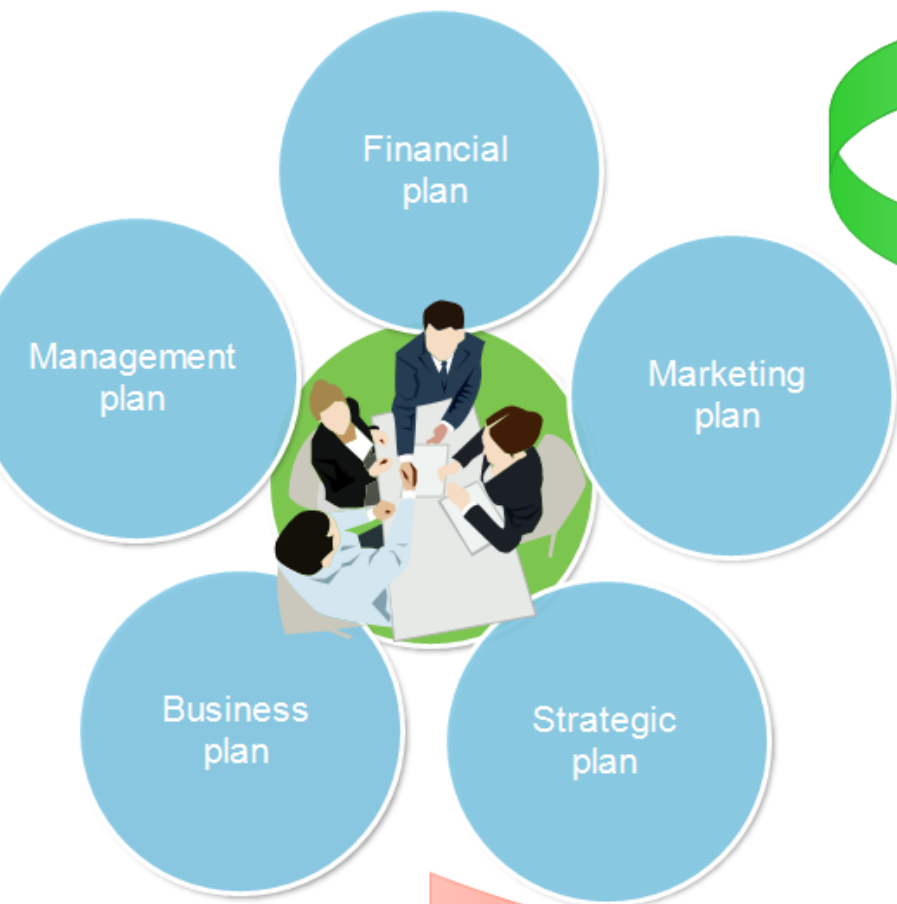 Financial
plan
Management
plan
Marketing
plan
Business
plan
Strategic
plan